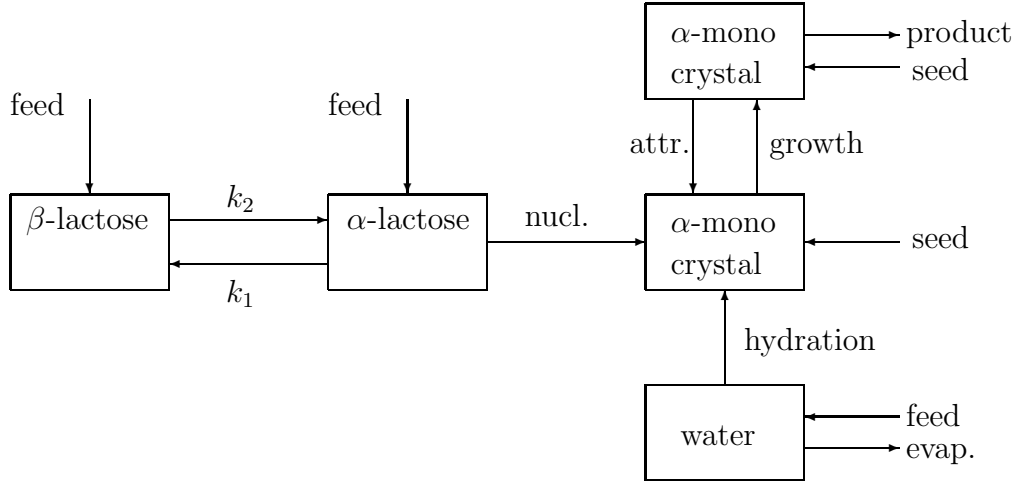 α-mono
crystal
product
seed
feed
feed
attr.
growth
β-lactose
k₂
k₁
α-lactose
nucl.
α-mono
crystal
seed
hydration
water
feed
evap.